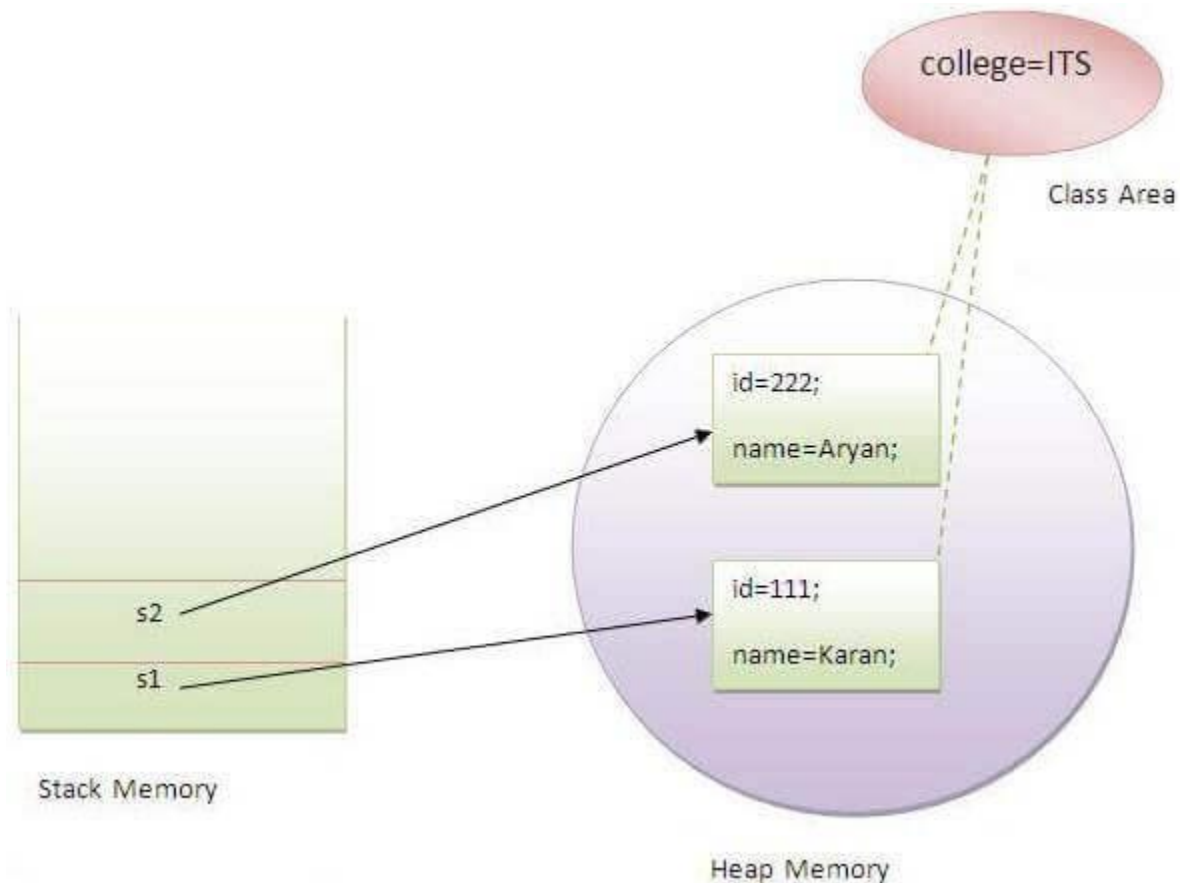 college=ITS
Class Area
id=222;
name=Aryan;
s2
id=111;
name=Karan;
s1
Stack Memory
Heap Memory